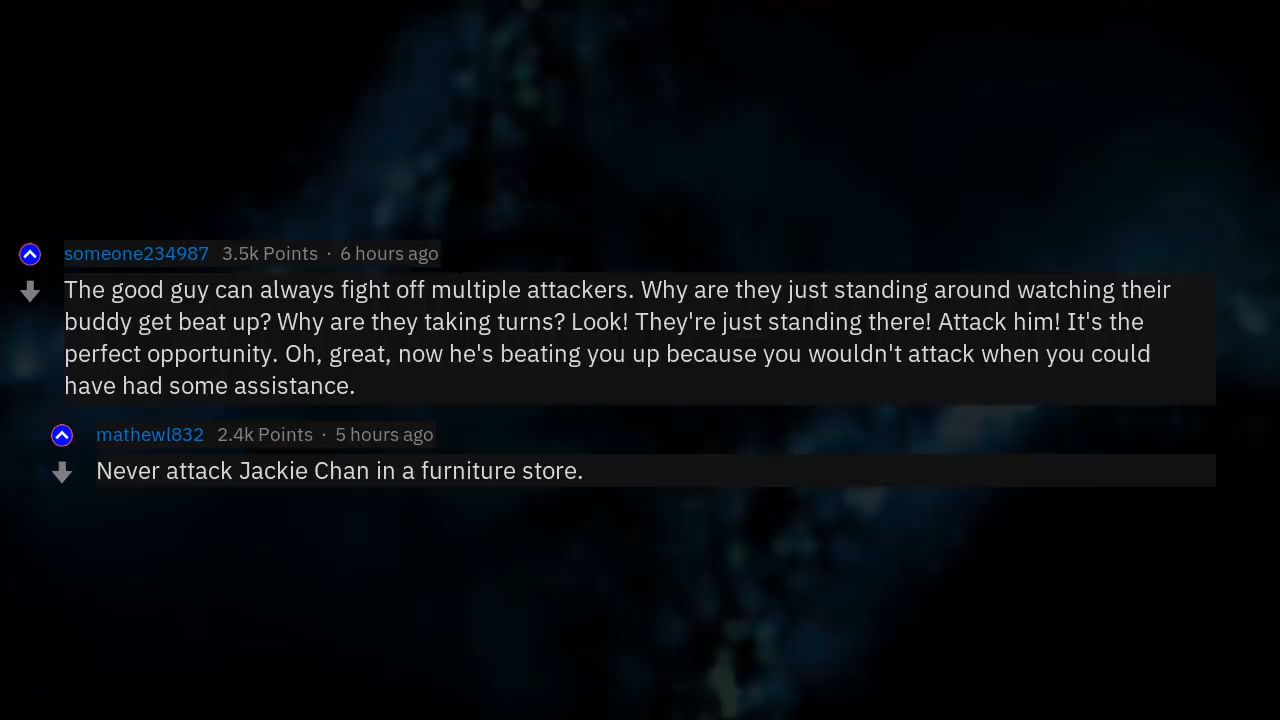 someone234987 3.5k Points · 6 hours ago
The good guy can always fight off multiple attackers. Why are they just standing around watching their
buddy get beat up? Why are they taking turns? Look! They're just standing there! Attack him! It's the
perfect opportunity. Oh, great, now he's beating you up because you wouldn't attack when you could
have had some assistance.
mathewl832 2.4k Points · 5 hours ago
Never attack Jackie Chan in a furniture store.